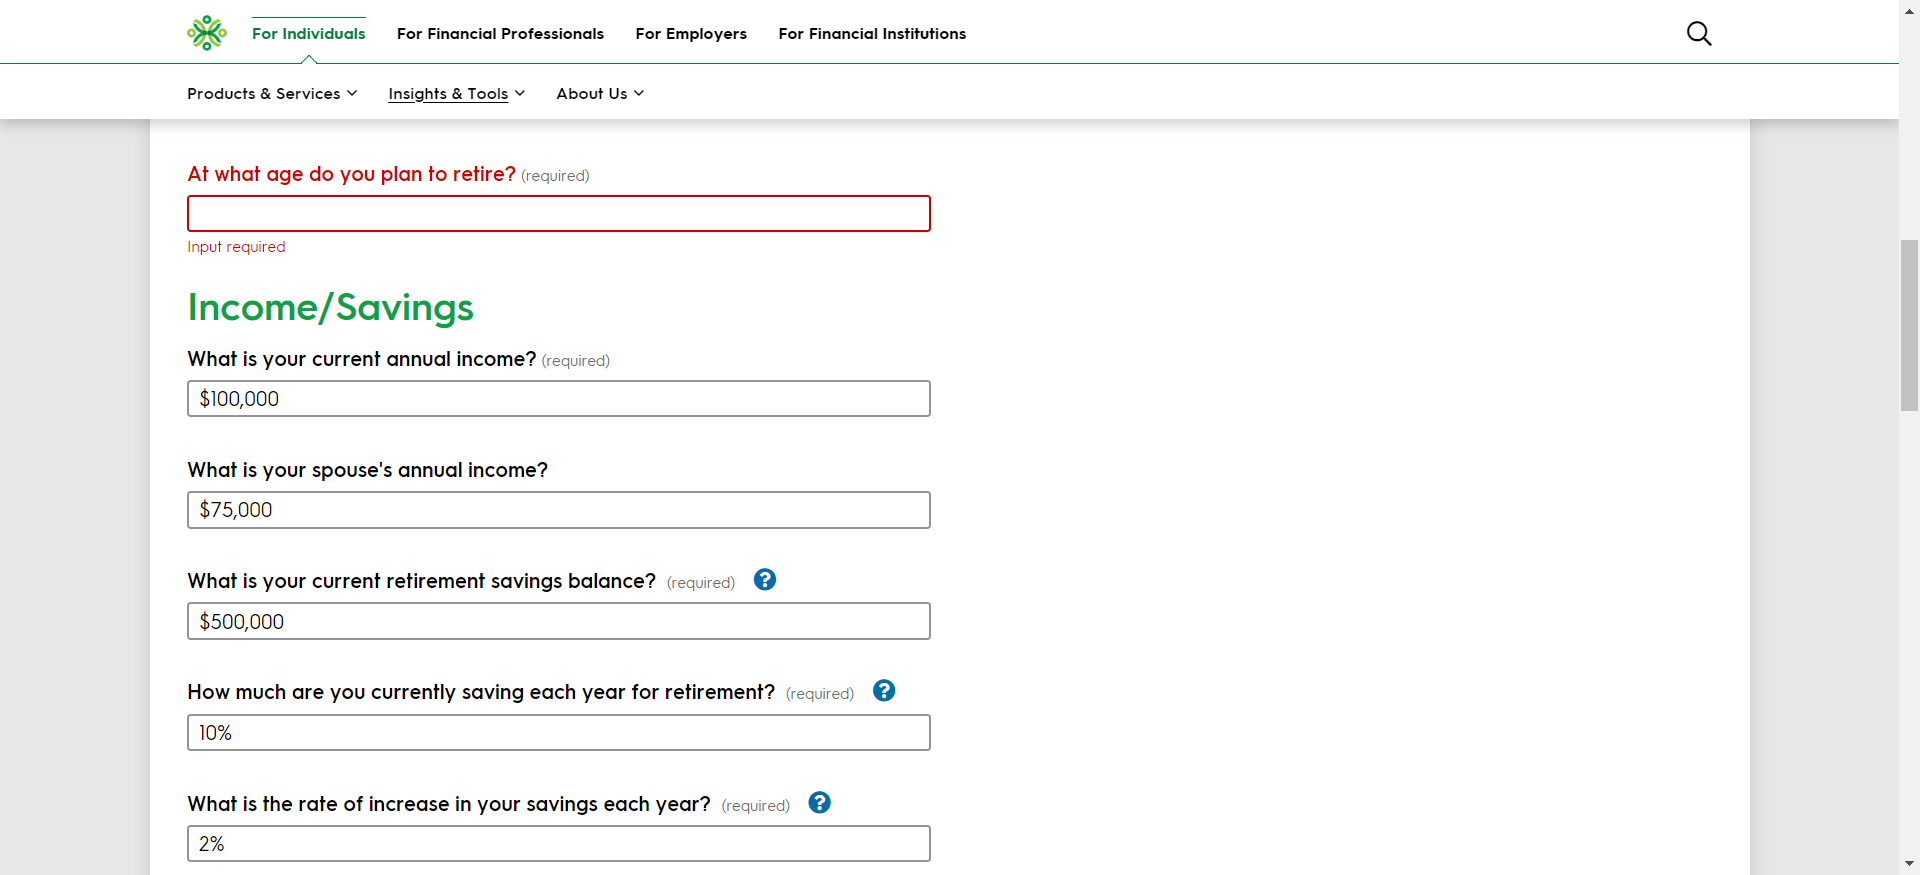 For Individuals For Financial Professionals For Employers For Financial Institutions
Products & Services Insights & Tools About Us
At what age do you plan to retire? (required)
Input required
Income/Savings
What is your current annual income? (required)
$100,000
What is your spouse's annual income?
$75,000
What is your current retirement savings balance? (required) ?
$500,000
How much are you currently saving each year for retirement? (required) ?
10%
What is the rate of increase in your savings each year? (required) ?
2%